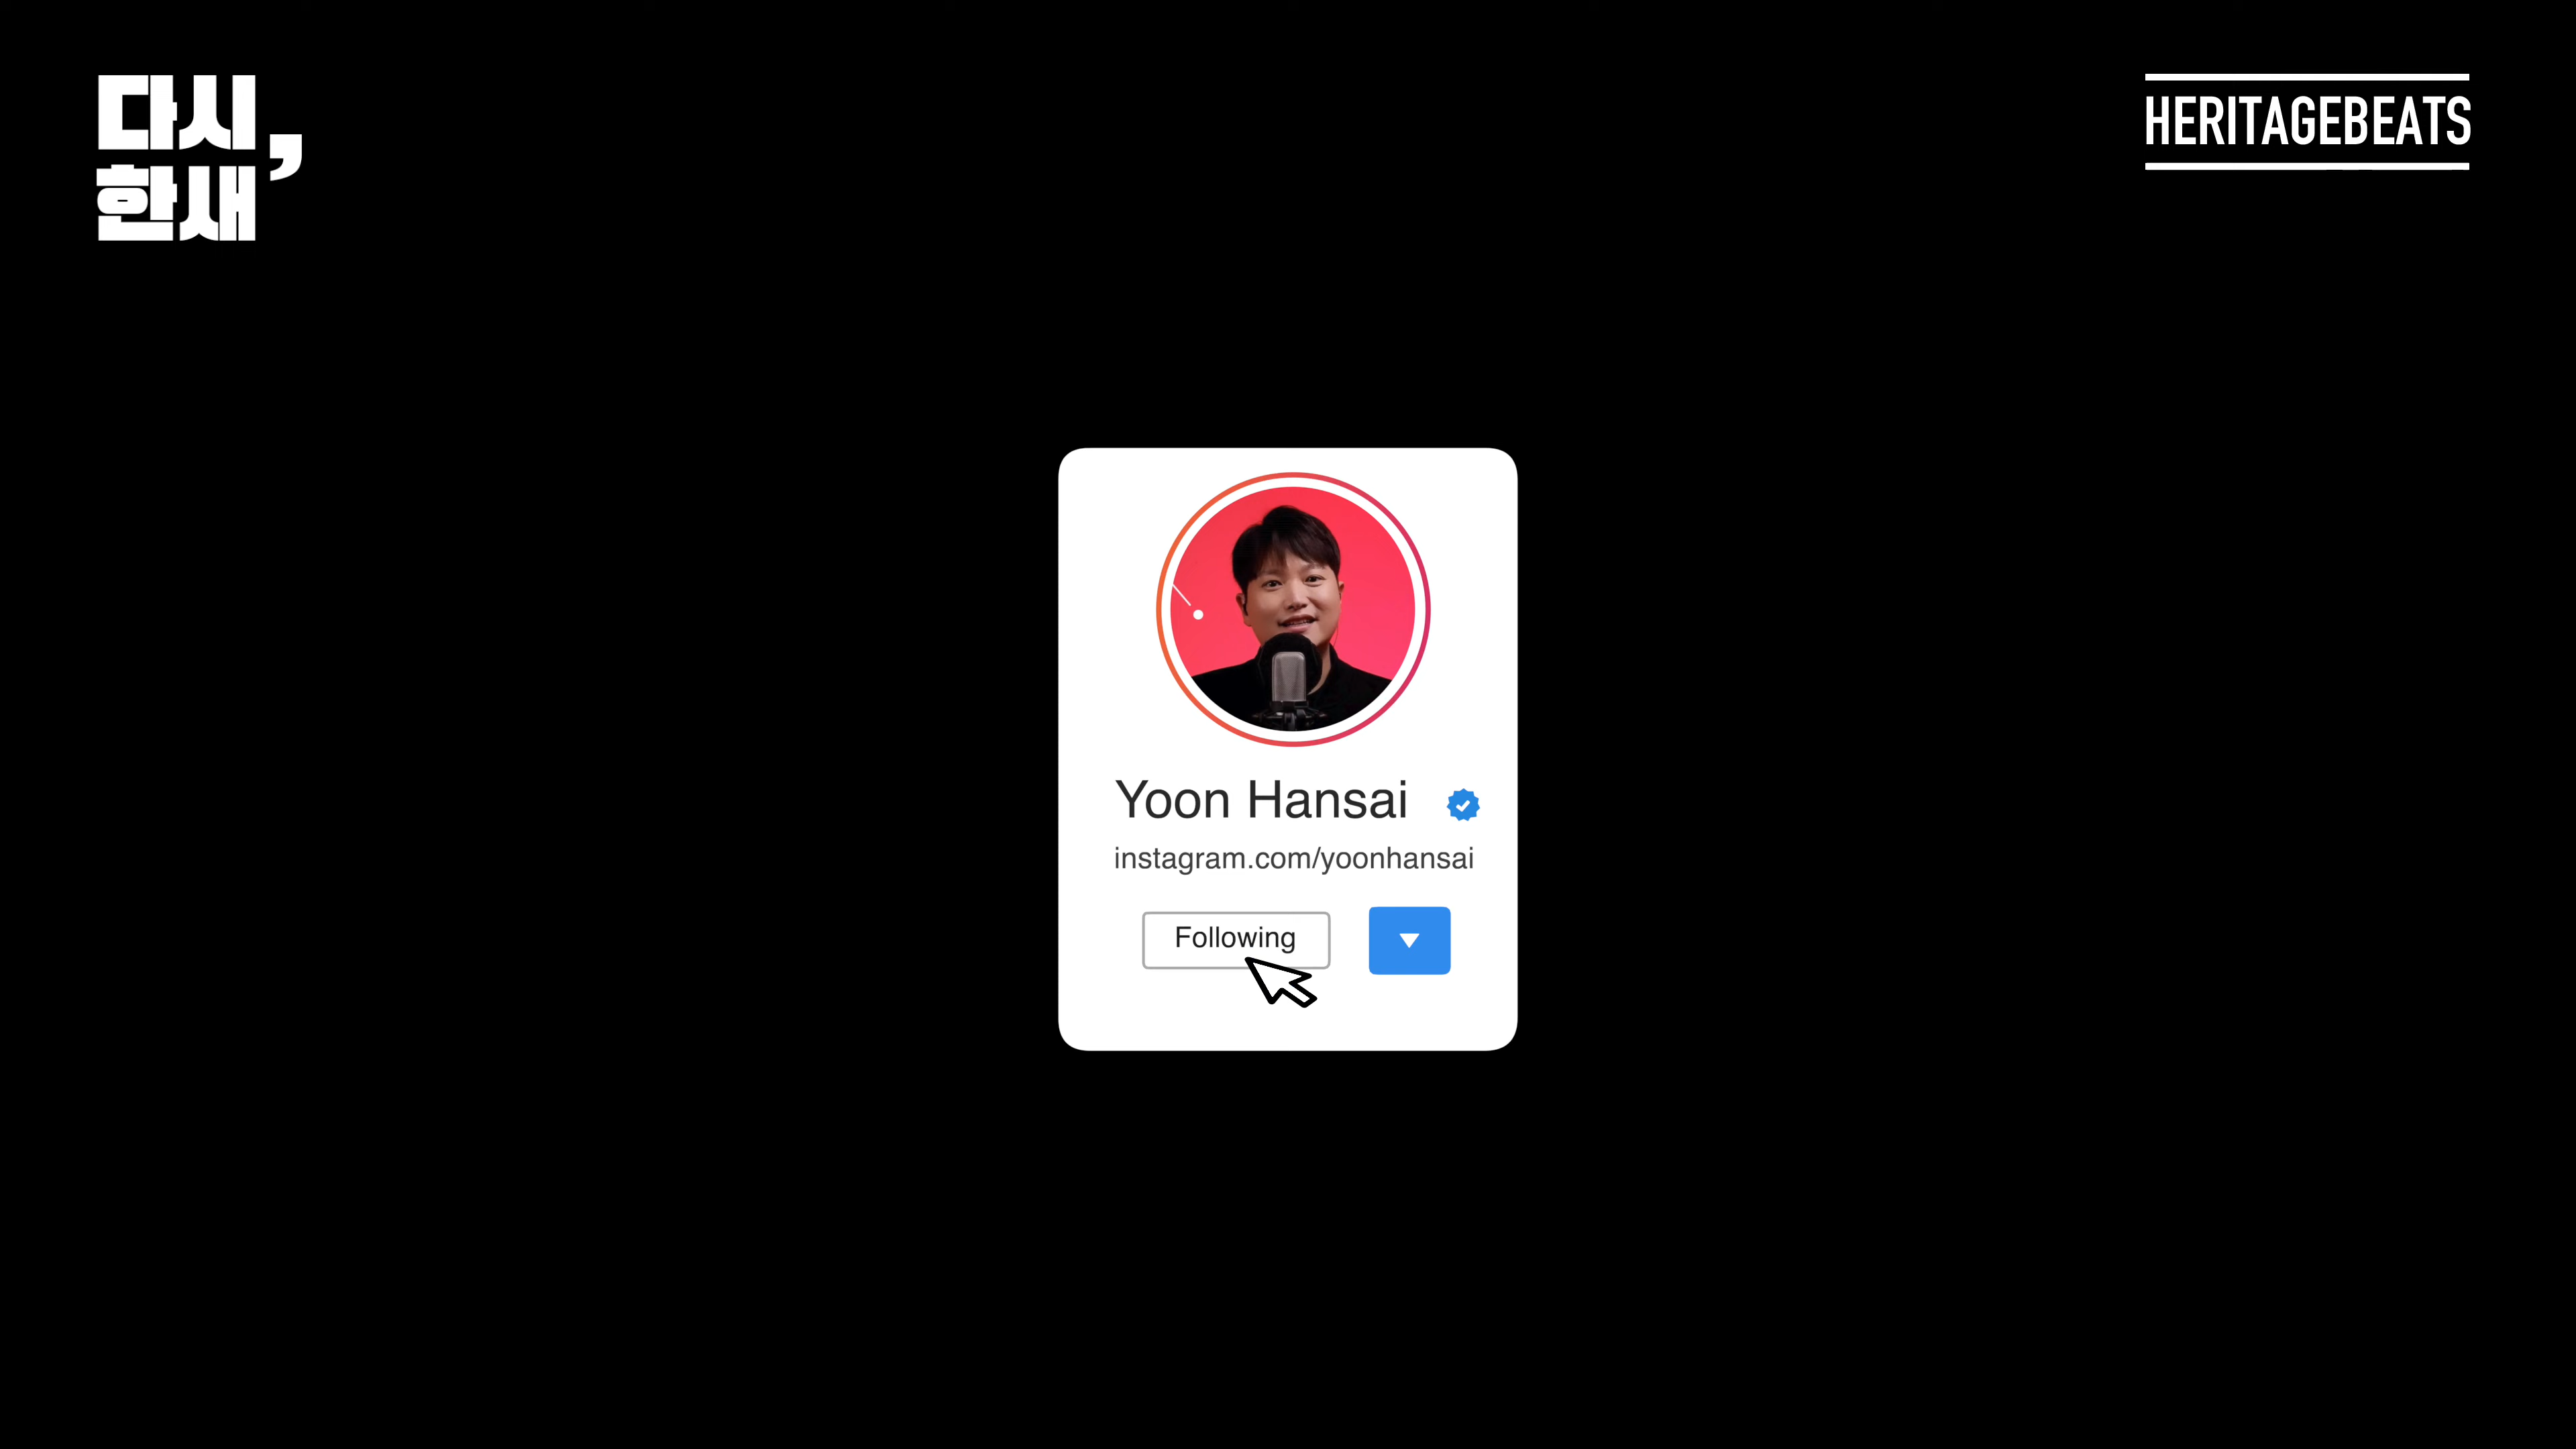 다시,
한새
HERITAGEBEATS
Yoon Hansai
instagram.com/yoonhansai
Following